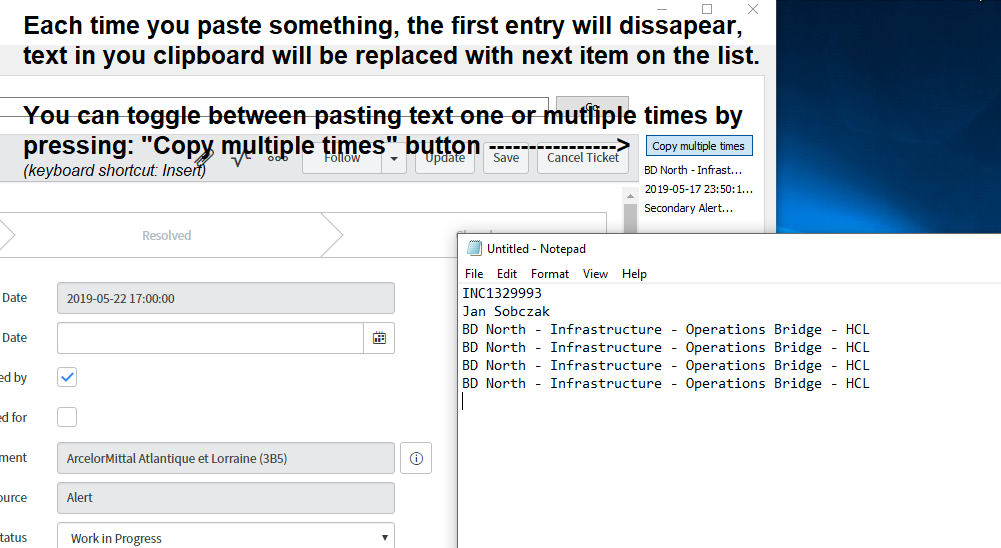 Each time you paste something, the first entry will dissapear,
text in you clipboard will be replaced with next item on the list.
Go
You can toggle between pasting text one or mutliple times by
pressing: "Copy multiple times" button ---------------->
(keyboard shortcut: Insert)
Follow
Update
Save
Cancel Ticket
Copy multiple times
BD North - Infrast...
2019-05-17 23:50:1...
Secondary Alert...
Resolved
Untitled - Notepad
File Edit Format View Help
INC1329993
Jan Sobczak
BD North - Infrastructure - Operations Bridge - HCL
BD North - Infrastructure - Operations Bridge - HCL
BD North - Infrastructure - Operations Bridge - HCL
BD North - Infrastructure - Operations Bridge - HCL
Date 2019-05-22 17:00:00
Date
ed by
ed for
ment ArcelorMittal Atlantique et Lorraine (3B5)
ource Alert
tatus Work in Progress